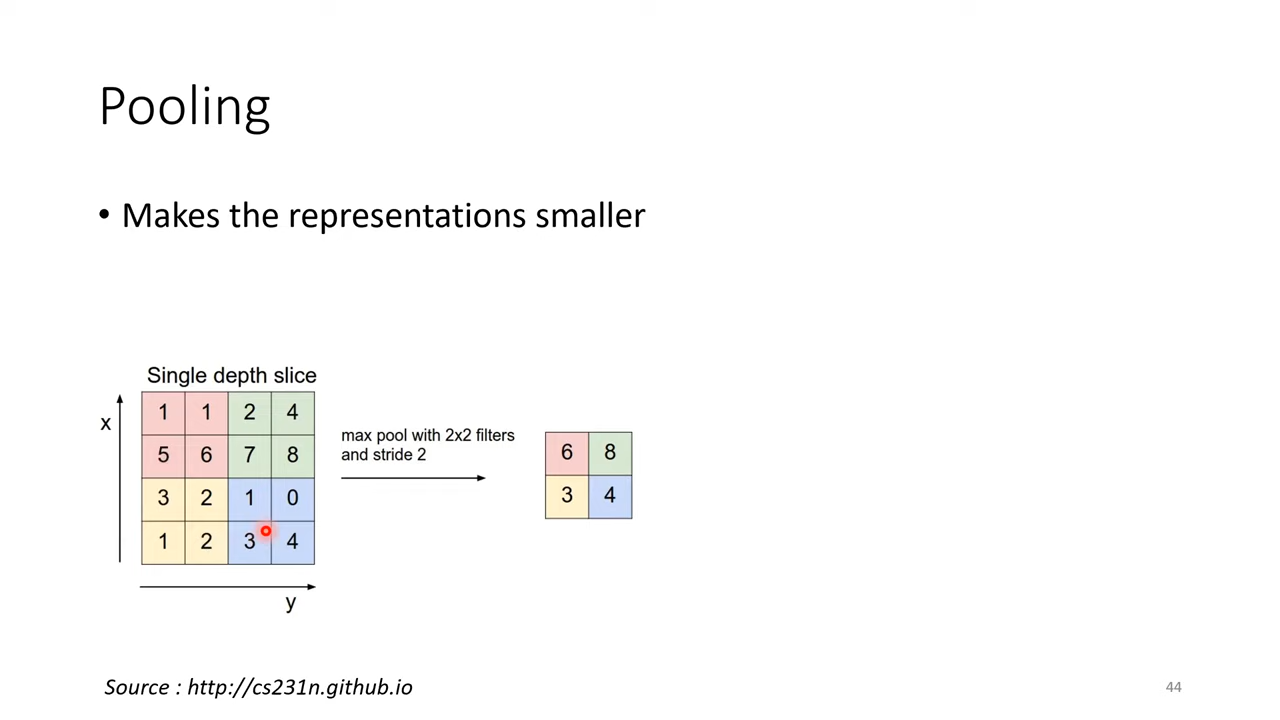 Pooling
• Makes the representations smaller
Single depth slice
x
1 1 2 4
5 6 7 8
3 2 1 0
1 2 3 4
y
max pool with 2x2 filters
and stride 2
6 8
3 4
Source : http://cs231n.github.io
44